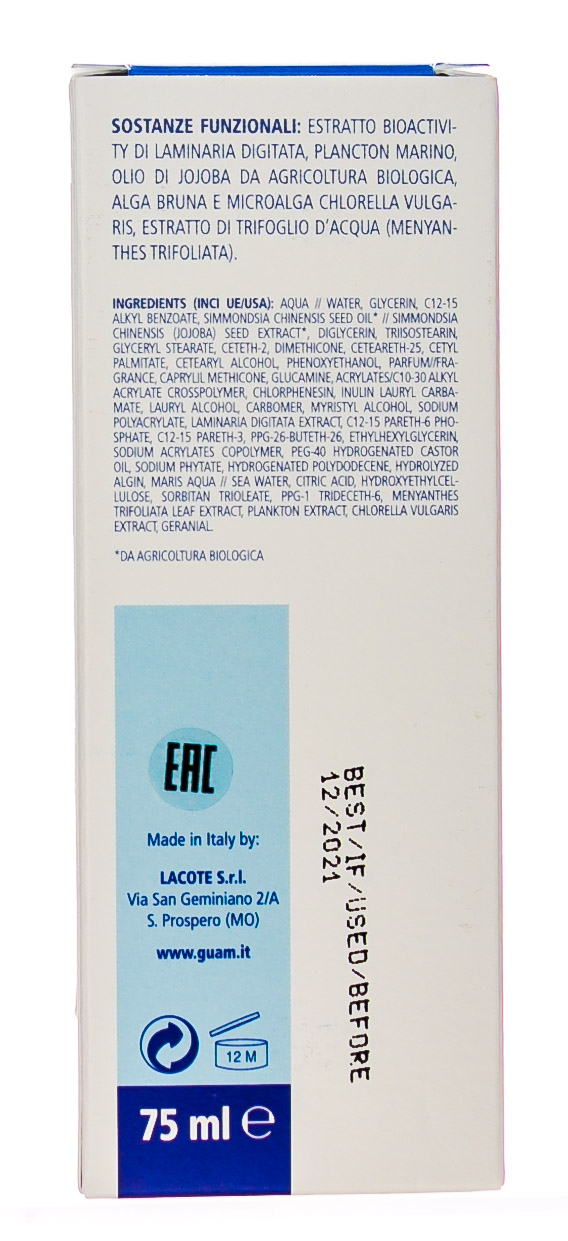 SOSTANZE FUNZIONALI: ESTRATTO BIOACTIVI-
TY DI LAMINARIA DIGITATA, PLANCTON MARINO,
OLIO DI JOJOBA DA AGRICOLTURA BIOLOGICA,
ALGA BRUNA E MICROALGA CHLORELLA VULGA-
RIS, ESTRATTO DI TRIFOGLIO D'ACQUA (MENYAN-
THES TRIFOLIATA).
INGREDIENTS (INCI UE/USA): AQUA // WATER, GLYCERIN, C12-15
ALKYL BENZOATE, SIMMONDSIA CHINENSIS SEED OIL* // SIMMONDSIA
CHINENSIS (JOJOBA) SEED EXTRACT*, DIGLYCERIN, TRIISOSTEARIN,
GLYCERYL STEARATE, CETETH-2, DIMETHICONE, CETEARETH-25, CETYL
PALMITATE, CETEARYL ALCOHOL, PHENOXYETHANOL, PARFUM//FRA-
GRANCE, CAPRYLIL METHICONE, GLUCAMINE, ACRYLATES/C10-30 ALKYL
ACRYLATE CROSSPOLYMER, CHLORPHENESIN, INULIN LAURYL CARBA-
MATE, LAURYL ALCOHOL, CARBOMER, MYRISTYL ALCOHOL, SODIUM
POLYACRYLATE, LAMINARIA DIGITATA EXTRACT, C12-15 PARETH-6 PHO-
SPHATE, C12-15 PARETH-3, PPG-26-BUTETH-26, ETHYLHEXYLGLYCERIN,
SODIUM ACRYLATES COPOLYMER, PEG-40 HYDROGENATED CASTOR
OIL, SODIUM PHYTATE, HYDROGENATED POLYDODECENE, HYDROLYZED
ALGIN, MARIS AQUA // SEA WATER, CITRIC ACID, HYDROXYETHYLCEL-
LULOSE, SORBITAN TRIOLEATE, PPG-1 TRIDECETH-6, MENYANTHES
TRIFOLIATA LEAF EXTRACT, PLANKTON EXTRACT, CHLORELLA VULGARIS
EXTRACT, GERANIAL.
*DA AGRICOLTURA BIOLOGICA
EAC
Made in Italy by:
LACOTE S.r.l.
Via San Geminiano 2/A
S. Prospero (MO)
www.guam.it
12 M
75 ml e
BEST/IF/USED/BEFORE
12/2021